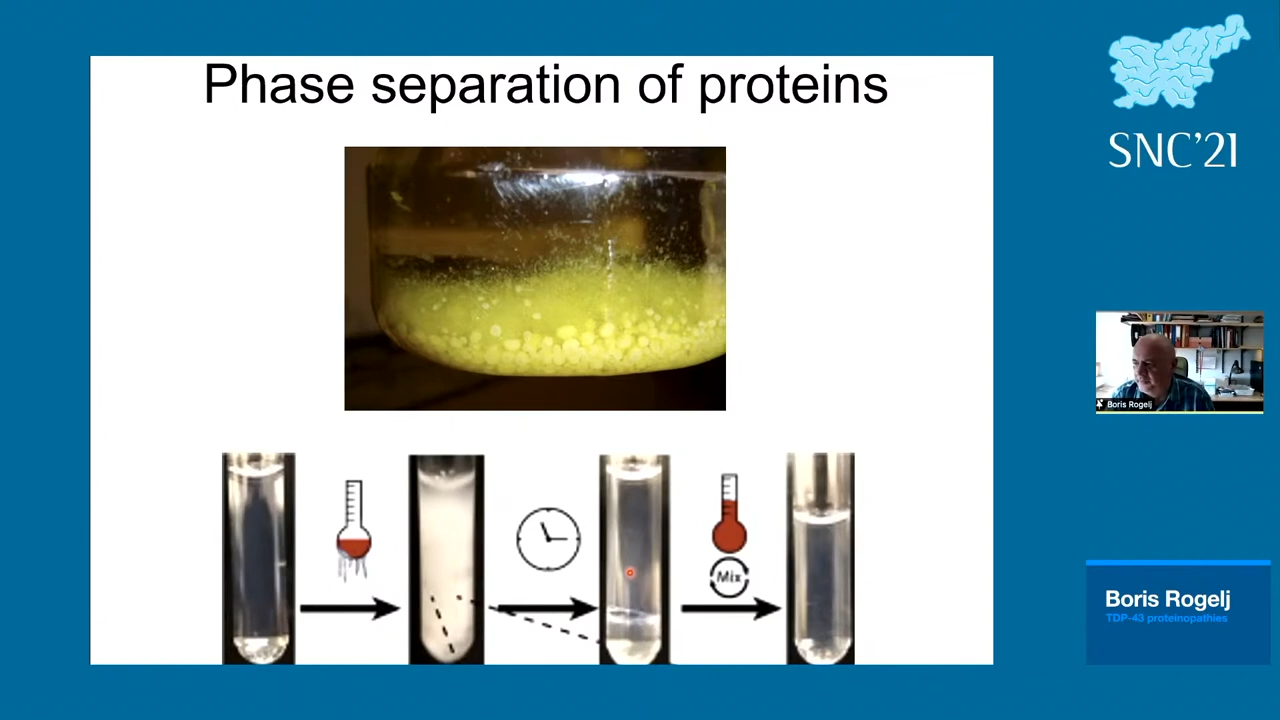 Phase separation of proteins
SNC'21
Boris Rogelj
Mix
Boris Rogelj
TDP-43 proteinopathies